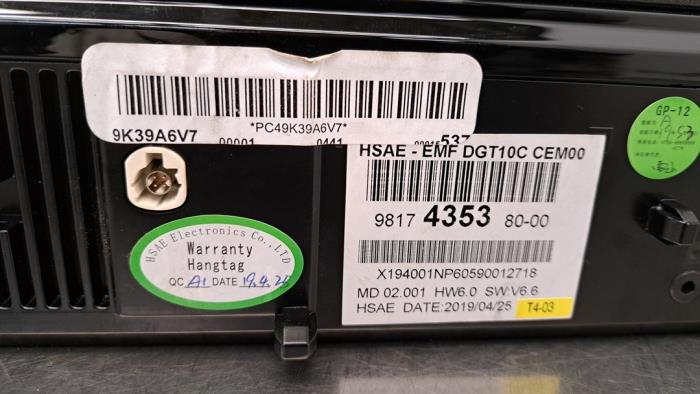 *PC49K39A6V7*
9K39A6V7
00001 0441 537
HSAE - EMF DGT10C CEM00
9817 4353 80-00
X194001NP60590012718
MD 02.001 HW6.0 SW:V6.6
HSAE DATE:2019/04/25 T4-03
HSAE Electronics Co.,LTD
Warranty
Hangtag
QC A1 DATE 19.4.25
GP-12